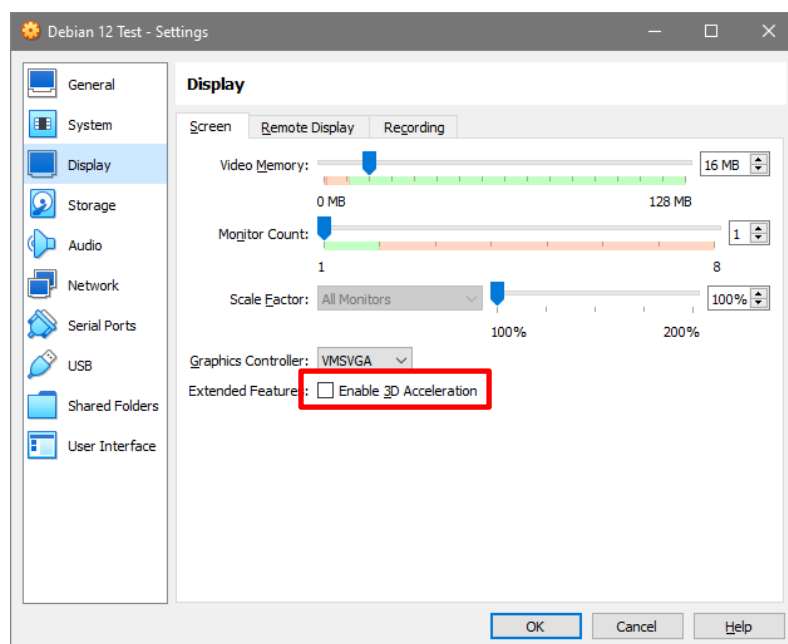 Debian 12 Test - Settings
General
System
Display
Storage
Audio
Network
Serial Ports
USB
Shared Folders
User Interface
Display
Screen Remote Display Recording
Video Memory: 16 MB
0 MB 128 MB
Monitor Count: 1
1 8
Scale Factor: All Monitors 100%
100% 200%
Graphics Controller: VMSVGA
Extended Features: Enable 3D Acceleration
OK Cancel Help